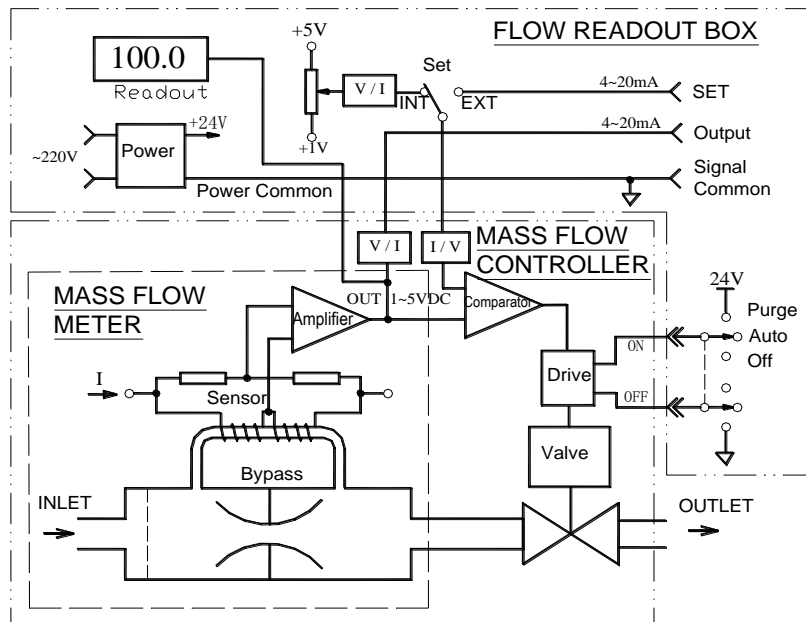 FLOW READOUT BOX
+5V
100.0
Readout
V / I
Set
INT
EXT
4~20mA
SET
+1V
4~20mA
Output
+24V
Power
~220V
Power Common
Signal
Common
V / I
I / V
MASS FLOW
CONTROLLER
MASS FLOW
METER
OUT
1~5VDC
Amplifier
Comparator
24V
Purge
Auto
Off
ON
OFF
I
Sensor
Drive
Bypass
Valve
INLET
OUTLET